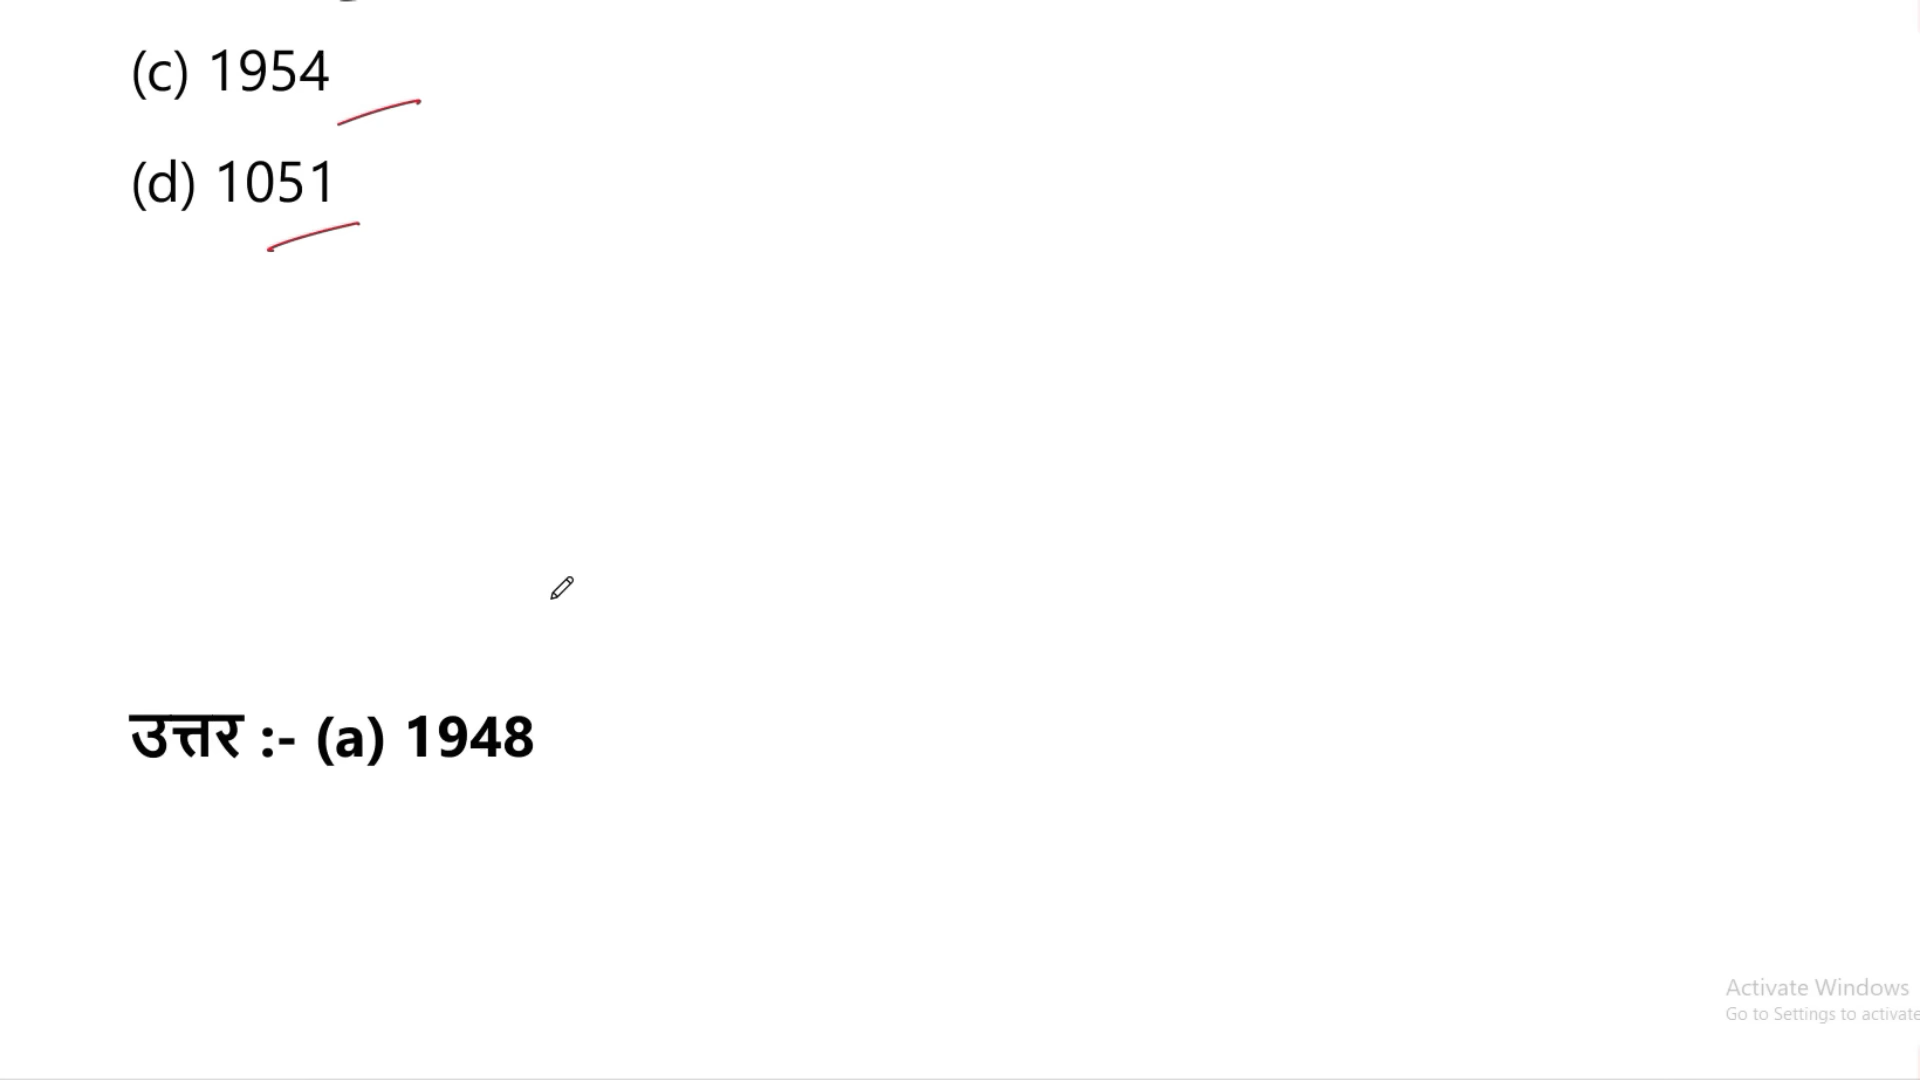 (c) 1954
(d) 1051
उत्तर :- (a) 1948
Activate Windows
Go to Settings to activate